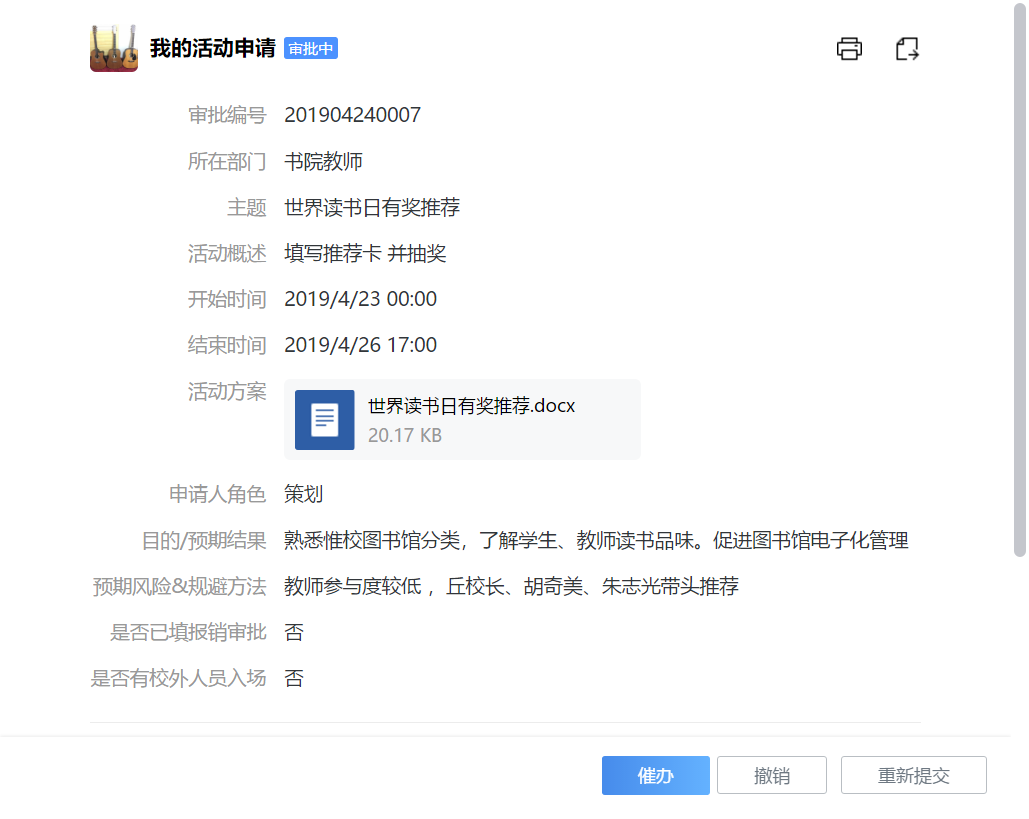 我的活动申请 审批中
审批编号 201904240007
所在部门 书院教师
主题 世界读书日有奖推荐
活动概述 填写推荐卡 并抽奖
开始时间 2019/4/23 00:00
结束时间 2019/4/26 17:00
活动方案 世界读书日有奖推荐.docx
20.17 KB
申请人角色 策划
目的/预期结果 熟悉惟校图书馆分类，了解学生、教师读书品味。促进图书馆电子化管理
预期风险&规避方法 教师参与度较低 ，丘校长、胡奇美、朱志光带头推荐
是否已填报销审批 否
是否有校外人员入场 否
催办 撤销 重新提交